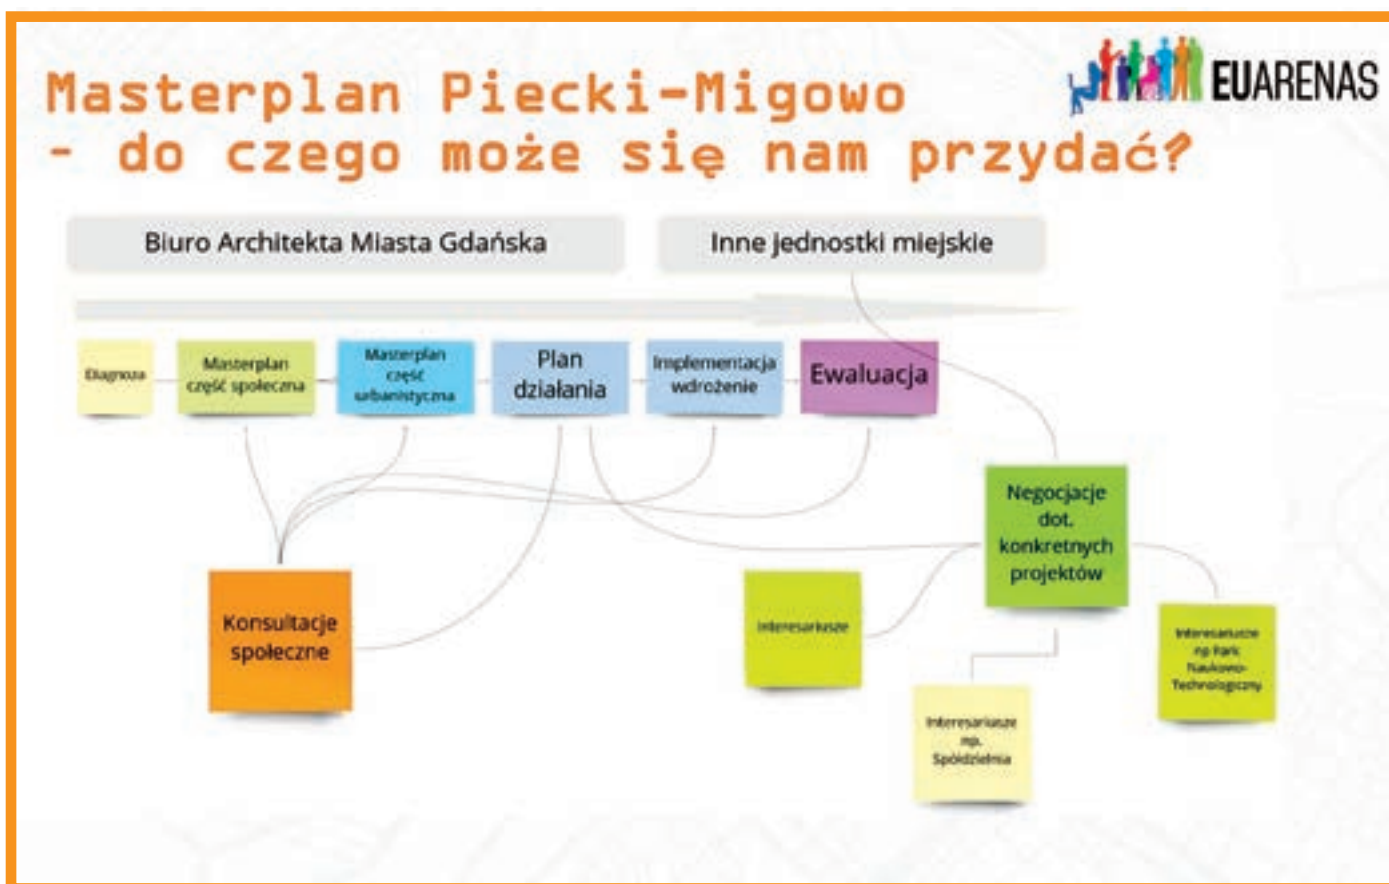 Masterplan Piecki-Migowo
- do czego może się nam przydać?
EUARENAS
Biuro Architekta Miasta Gdańska
Inne jednostki miejskie
Diagnoza
Masterplan
część społeczna
Masterplan
część
urbanistyczna
Plan
działania
Implementacja
wdrożenie
Ewaluacja
Negocjacje
dot.
konkretnych
projektów
Konsultacje
społeczne
Interesariusze
Interesariusze
np.
Spółdzielnia
Interesariusze
np Park
Naukowo-
Technologiczny